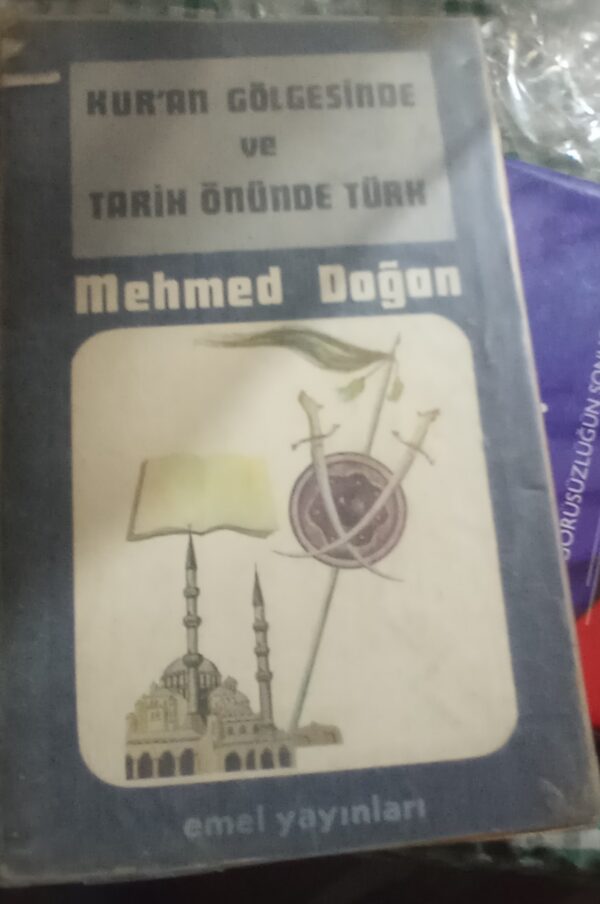 KUR'AN GÖLGESİNDE
ve
TARİH ÖNÜNDE TÜRK
Mehmed Doğan
emel yayınları